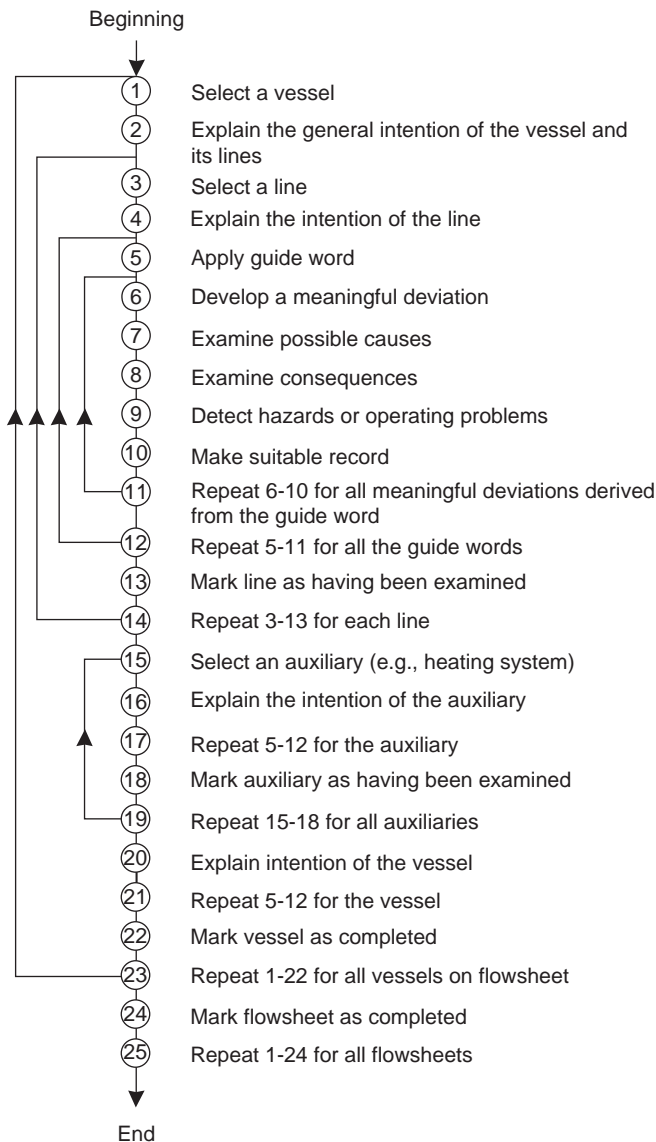 Beginning
1 Select a vessel
2 Explain the general intention of the vessel and
its lines
3 Select a line
4 Explain the intention of the line
5 Apply guide word
6 Develop a meaningful deviation
7 Examine possible causes
8 Examine consequences
9 Detect hazards or operating problems
10 Make suitable record
11 Repeat 6-10 for all meaningful deviations derived
from the guide word
12 Repeat 5-11 for all the guide words
13 Mark line as having been examined
14 Repeat 3-13 for each line
15 Select an auxiliary (e.g., heating system)
16 Explain the intention of the auxiliary
17 Repeat 5-12 for the auxiliary
18 Mark auxiliary as having been examined
19 Repeat 15-18 for all auxiliaries
20 Explain intention of the vessel
21 Repeat 5-12 for the vessel
22 Mark vessel as completed
23 Repeat 1-22 for all vessels on flowsheet
24 Mark flowsheet as completed
25 Repeat 1-24 for all flowsheets
End